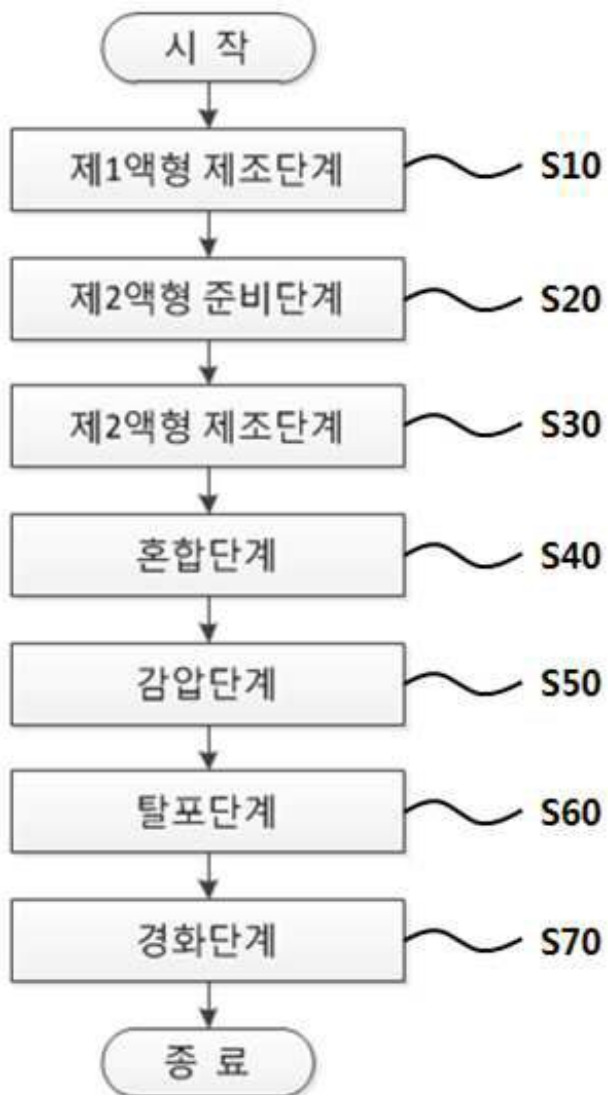 시 작
제1액형 제조단계 S10
제2액형 준비단계 S20
제2액형 제조단계 S30
혼합단계 S40
감압단계 S50
탈포단계 S60
경화단계 S70
종 료